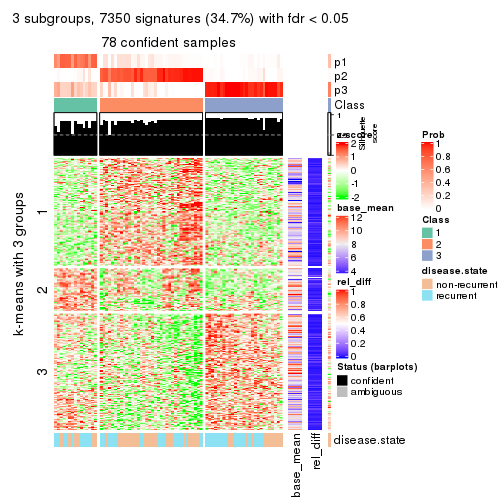 3 subgroups, 7350 signatures (34.7%) with fdr < 0.05
78 confident samples
p1
p2
p3
Class
1
Silhouette
score
k-means with 3 groups
1
2
3
z-score
2
1
0
-1
-2
base_mean
12
10
8
6
4
rel_diff
1
0.8
0.6
0.4
0.2
0
Status (barplots)
confident
ambiguous
Prob
1
0.8
0.6
0.4
0.2
0
Class
1
2
3
disease.state
non-recurrent
recurrent
disease.state
base_mean
rel_diff